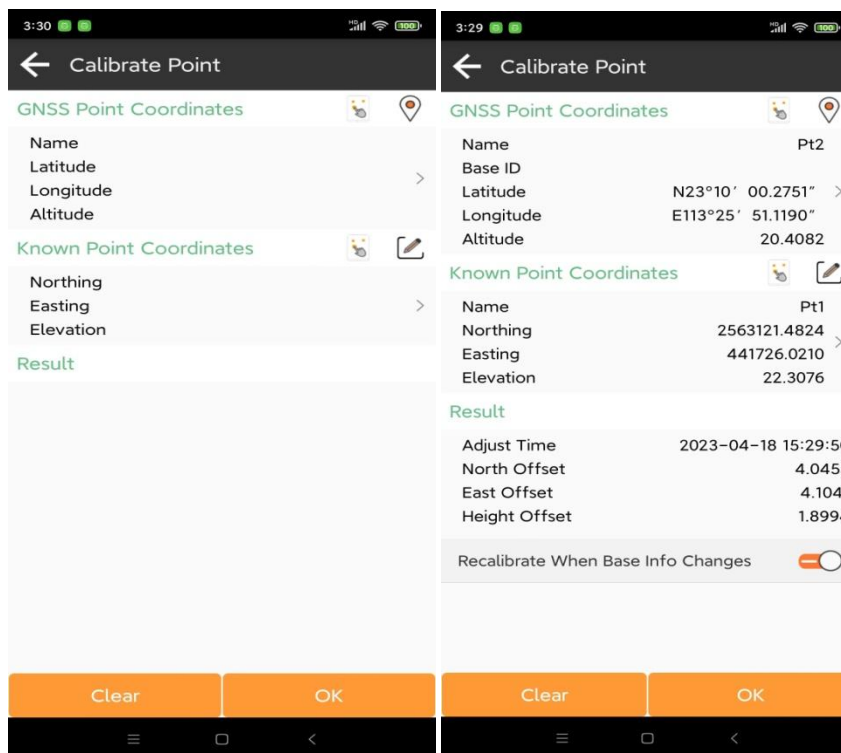 3:30
HD
100
Calibrate Point
GNSS Point Coordinates
Name
Latitude
Longitude
Altitude
Known Point Coordinates
Northing
Easting
Elevation
Result
Clear OK
3:29
HD
100
Calibrate Point
GNSS Point Coordinates
Name Pt2
Base ID
Latitude N23°10′ 00.2751″
Longitude E113°25′ 51.1190″
Altitude 20.4082
Known Point Coordinates
Name Pt1
Northing 2563121.4824
Easting 441726.0210
Elevation 22.3076
Result
Adjust Time 2023-04-18 15:29:5
North Offset 4.045
East Offset 4.104
Height Offset 1.899
Recalibrate When Base Info Changes
Clear OK